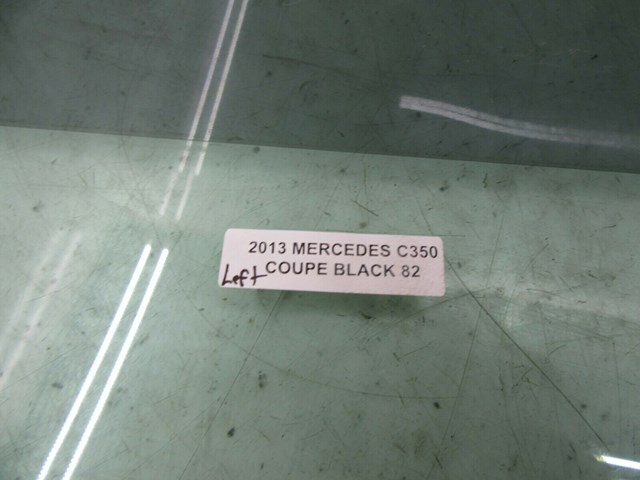 2013 MERCEDES C350
Left COUPE BLACK 82